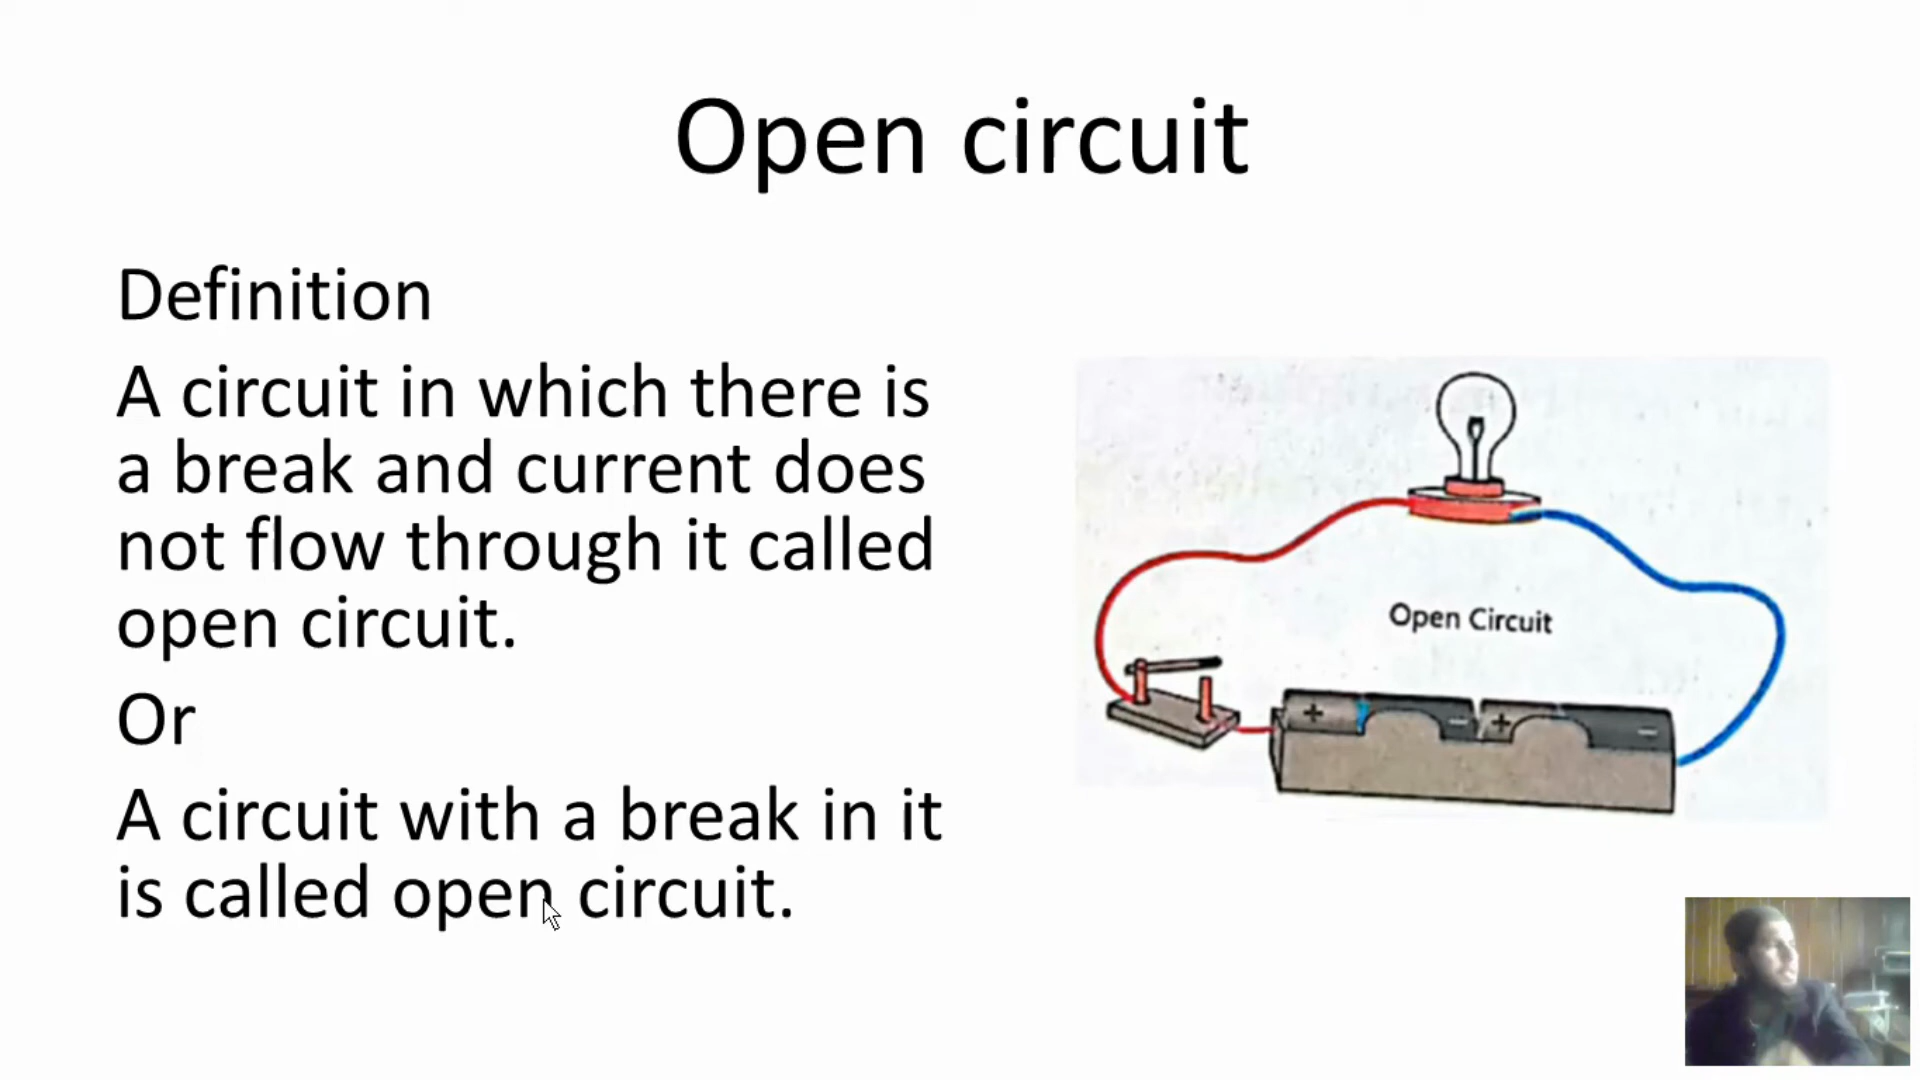 Open circuit
Definition
A circuit in which there is
a break and current does
not flow through it called
open circuit.
Or
A circuit with a break in it
is called open circuit.
Open Circuit
+ − + −